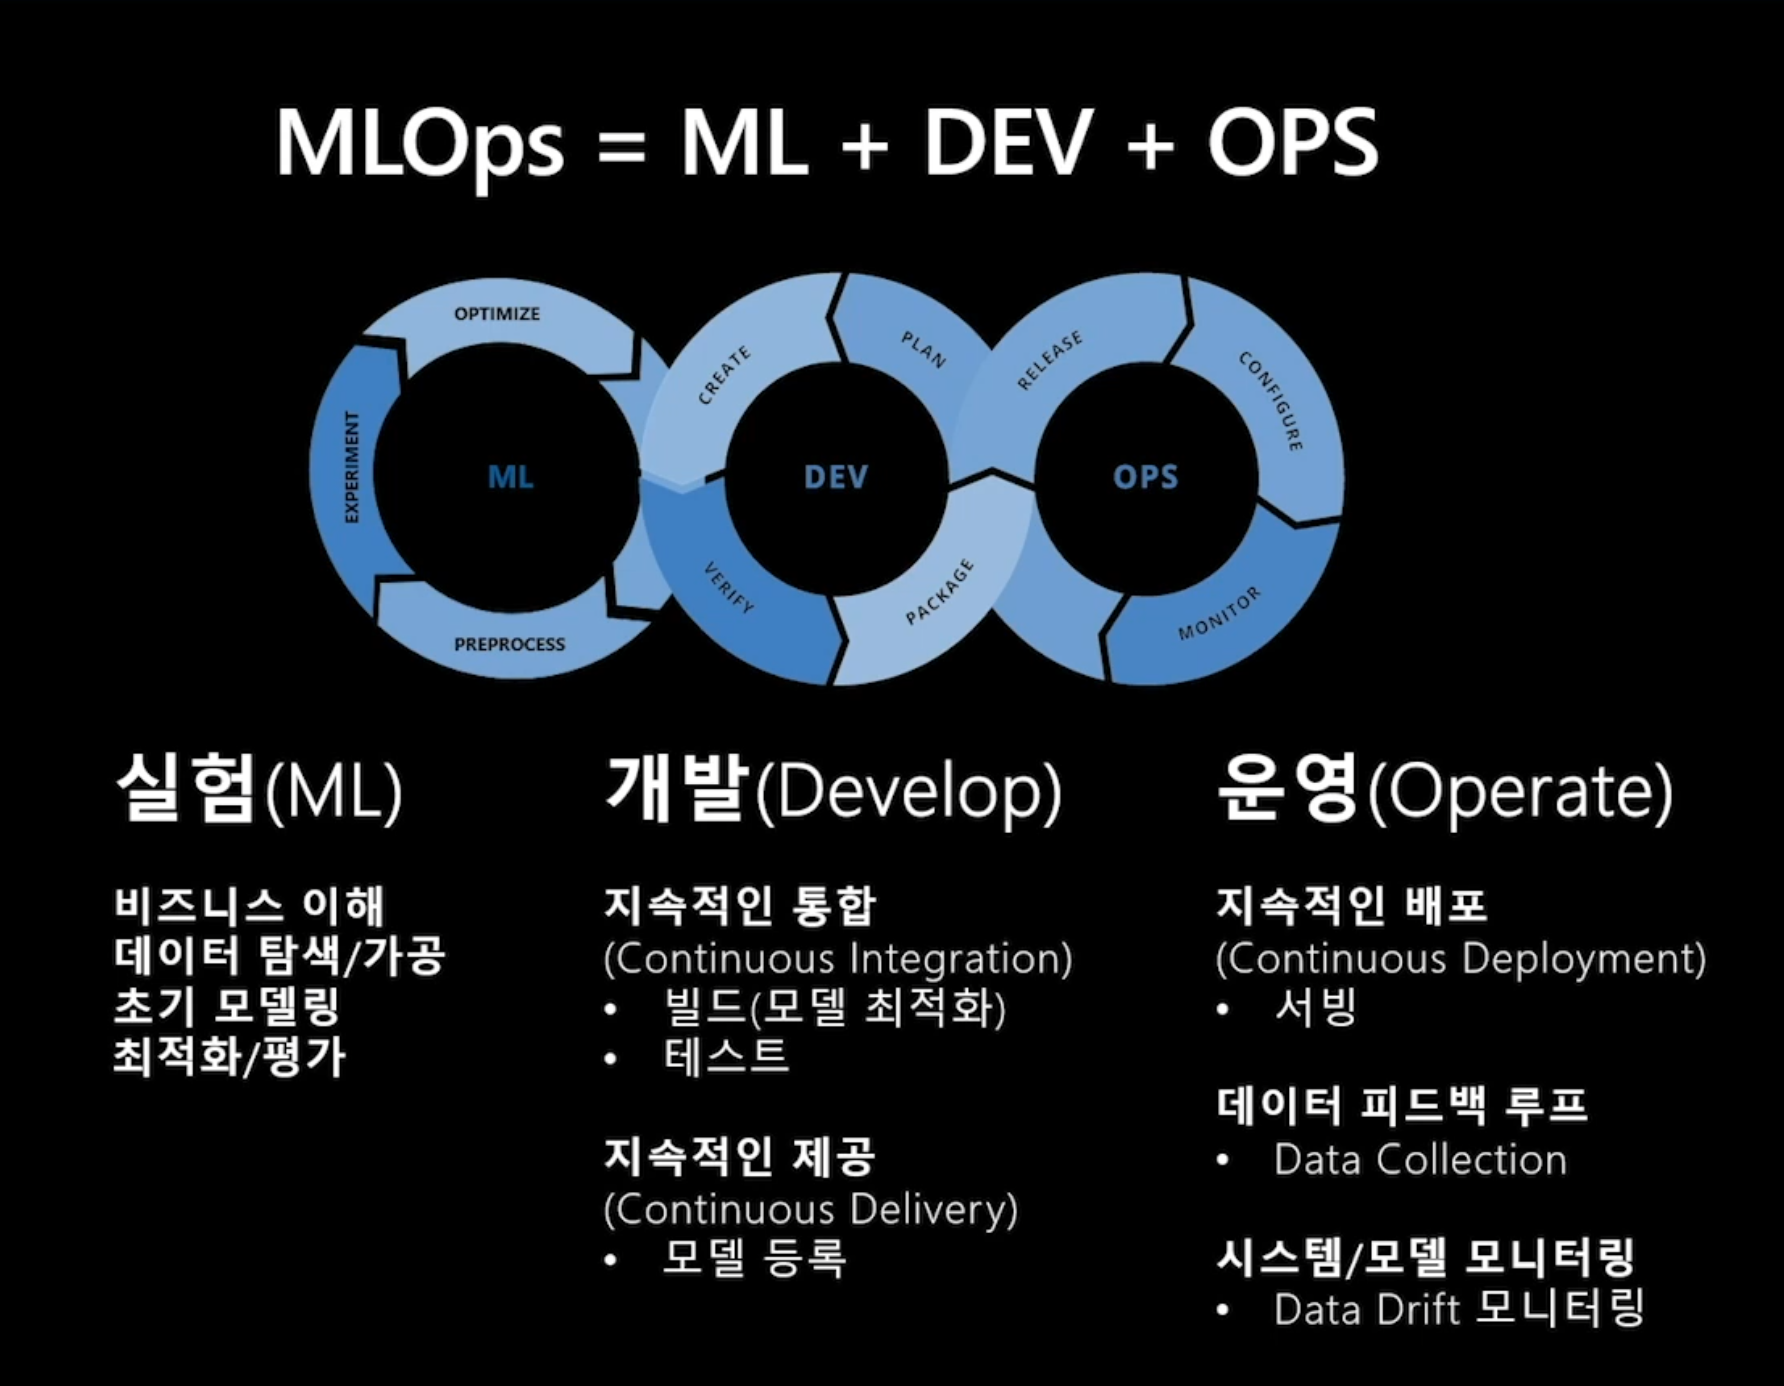 MLOps = ML + DEV + OPS
OPTIMIZE
EXPERIMENT
ML
PREPROCESS
CREATE
PLAN
DEV
VERIFY
PACKAGE
RELEASE
CONFIGURE
OPS
MONITOR
실험(ML)
비즈니스 이해
데이터 탐색/가공
초기 모델링
최적화/평가
개발(Develop)
지속적인 통합
(Continuous Integration)
• 빌드(모델 최적화)
• 테스트
지속적인 제공
(Continuous Delivery)
• 모델 등록
운영(Operate)
지속적인 배포
(Continuous Deployment)
• 서빙
데이터 피드백 루프
• Data Collection
시스템/모델 모니터링
• Data Drift 모니터링